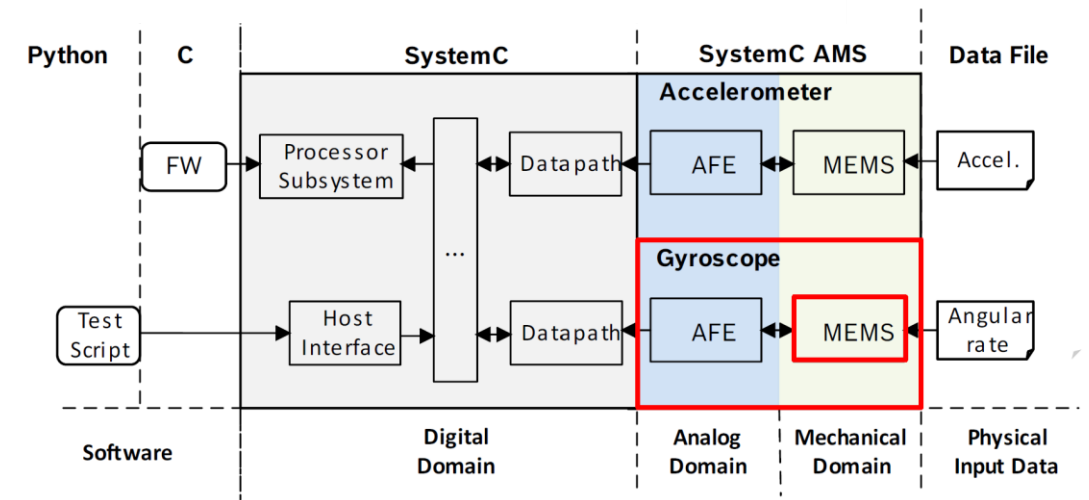 Python
C
SystemC
SystemC AMS
Data File
Accelerometer
FW
Processor
Subsystem
Datapath
AFE
MEMS
Accel.
...
Gyroscope
Test
Script
Host
Interface
Datapath
AFE
MEMS
Angular
rate
Software
Digital
Domain
Analog
Domain
Mechanical
Domain
Physical
Input Data